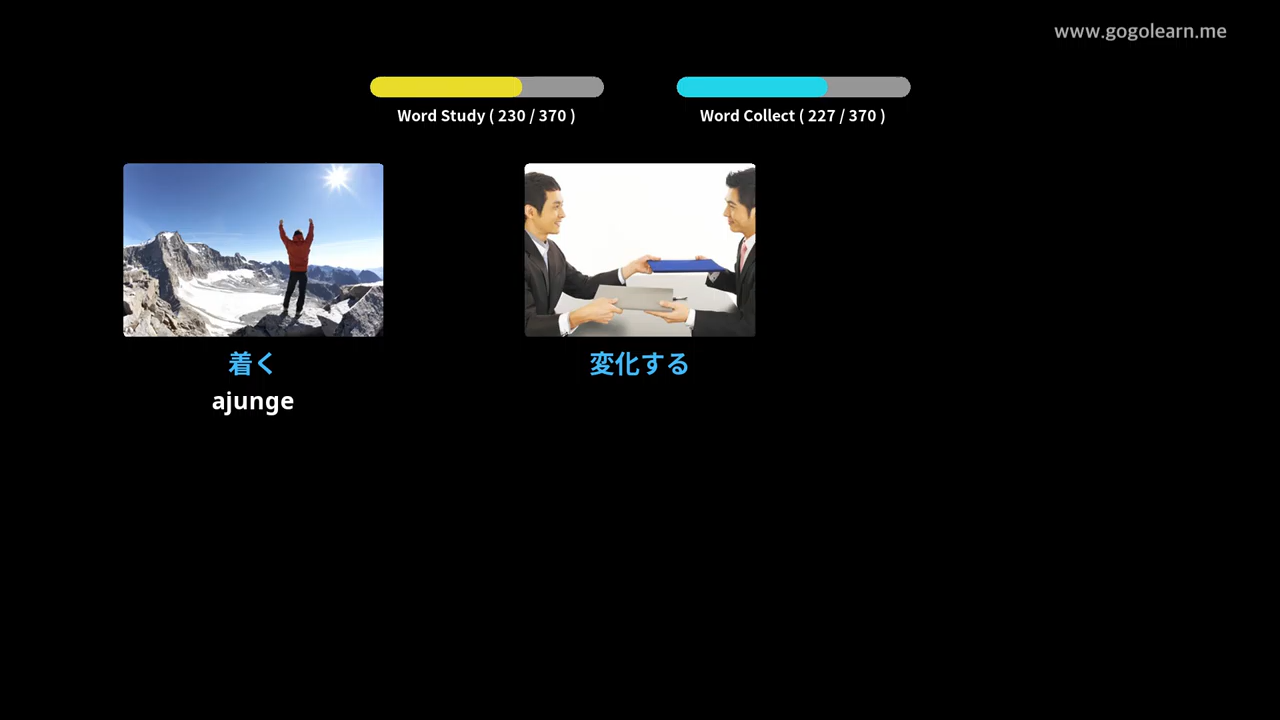 www.gogolearn.me
Word Study ( 230 / 370 )
Word Collect ( 227 / 370 )
着く
ajunge
変化する